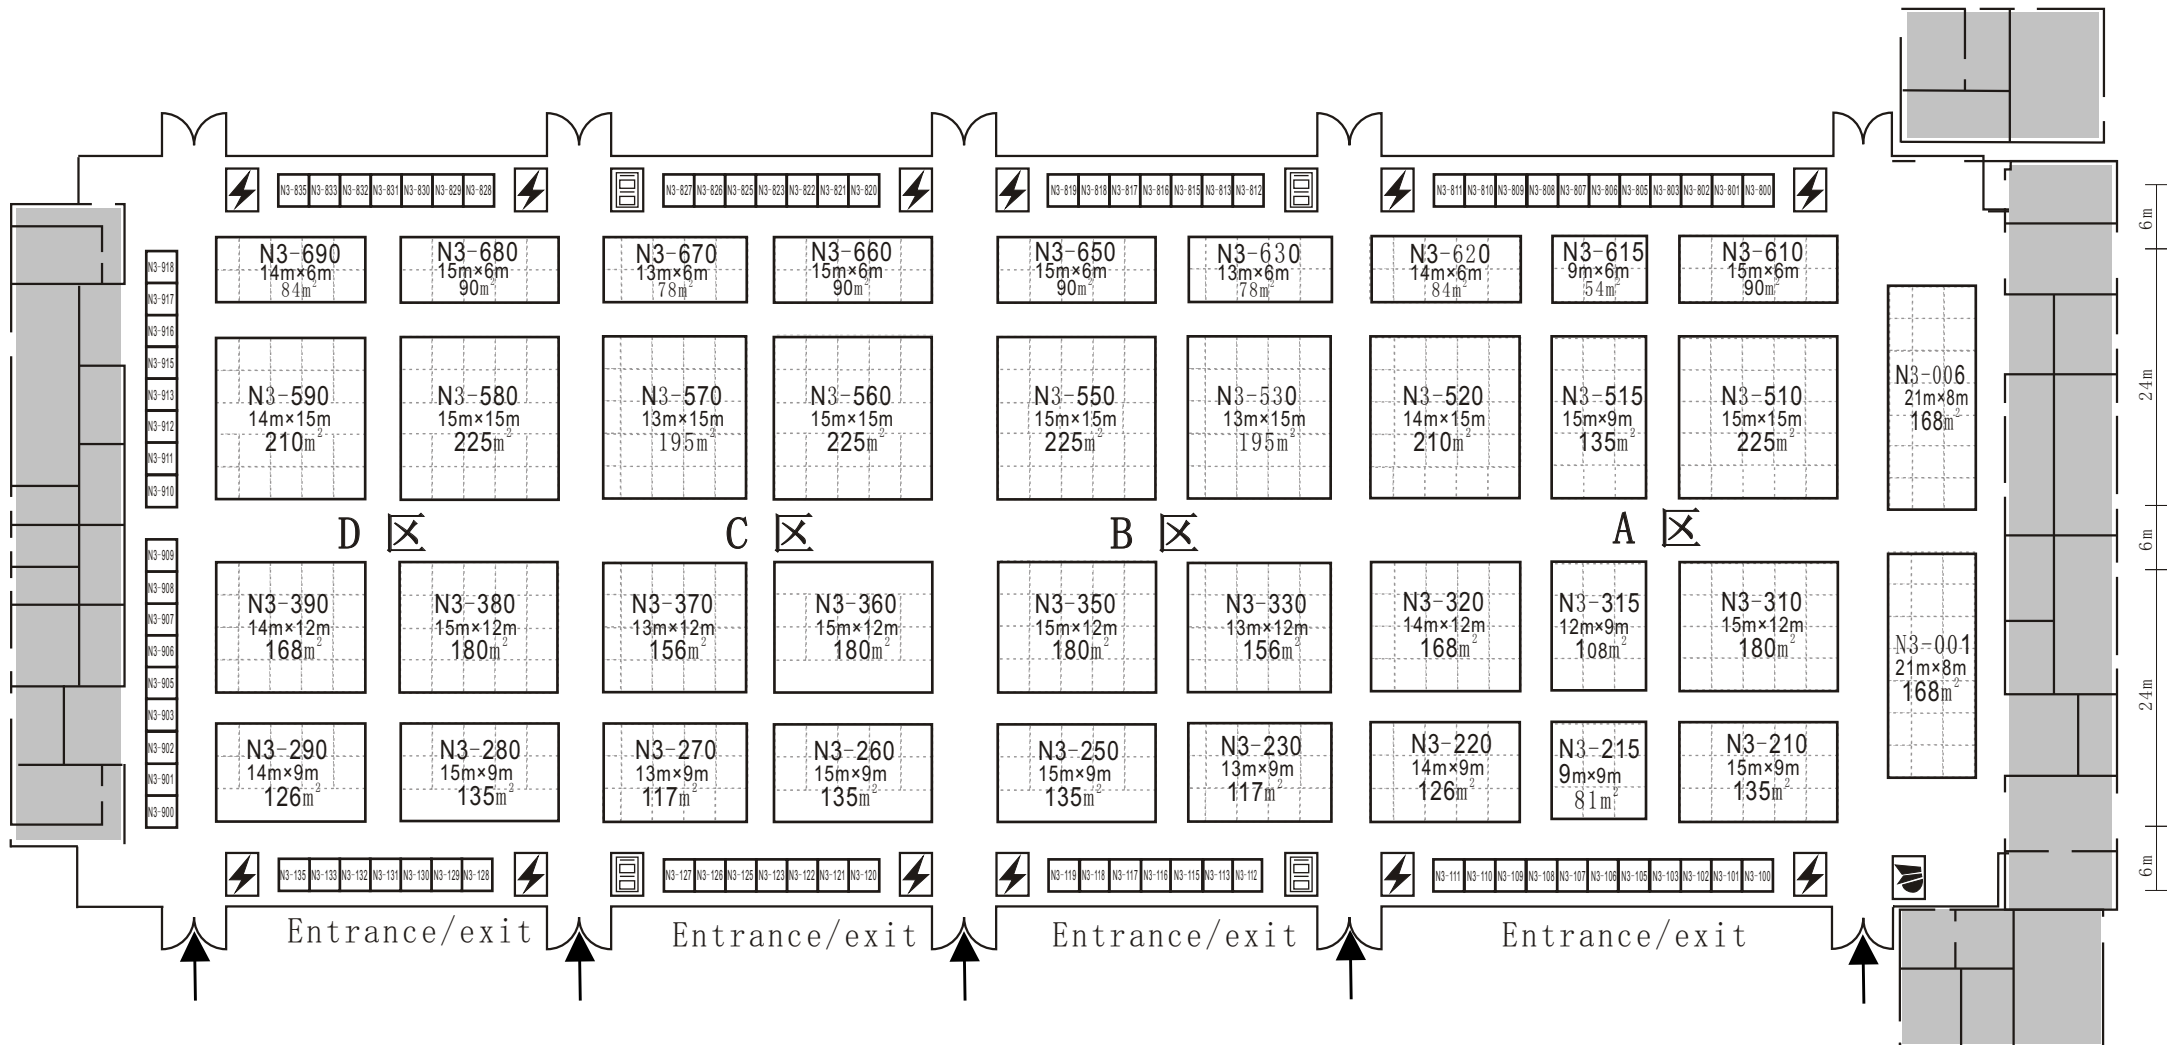 N3-835 N3-833 N3-832 N3-831 N3-830 N3-829 N3-828
N3-827 N3-826 N3-825 N3-823 N3-822 N3-821 N3-820
N3-819 N3-818 N3-817 N3-816 N3-815 N3-813 N3-812
N3-811 N3-810 N3-809 N3-808 N3-807 N3-806 N3-805 N3-803 N3-802 N3-801 N3-800
N3-918
N3-917
N3-916
N3-915
N3-913
N3-912
N3-911
N3-910
N3-909
N3-908
N3-907
N3-906
N3-905
N3-903
N3-902
N3-901
N3-900
N3-690
14m×6m
84m²
N3-680
15m×6m
90m²
N3-670
13m×6m
78m²
N3-660
15m×6m
90m²
N3-650
15m×6m
90m²
N3-630
13m×6m
78m²
N3-620
14m×6m
84m²
N3-615
9m×6m
54m²
N3-610
15m×6m
90m²
N3-590
14m×15m
210m²
N3-580
15m×15m
225m²
N3-570
13m×15m
195m²
N3-560
15m×15m
225m²
N3-550
15m×15m
225m²
N3-530
13m×15m
195m²
N3-520
14m×15m
210m²
N3-515
15m×9m
135m²
N3-510
15m×15m
225m²
N3-006
21m×8m
168m²
D 区
C 区
B 区
A 区
N3-390
14m×12m
168m²
N3-380
15m×12m
180m²
N3-370
13m×12m
156m²
N3-360
15m×12m
180m²
N3-350
15m×12m
180m²
N3-330
13m×12m
156m²
N3-320
14m×12m
168m²
N3-315
12m×9m
108m²
N3-310
15m×12m
180m²
N3-001
21m×8m
168m²
N3-290
14m×9m
126m²
N3-280
15m×9m
135m²
N3-270
13m×9m
117m²
N3-260
15m×9m
135m²
N3-250
15m×9m
135m²
N3-230
13m×9m
117m²
N3-220
14m×9m
126m²
N3-215
9m×9m
81m²
N3-210
15m×9m
135m²
N3-135 N3-133 N3-132 N3-131 N3-130 N3-129 N3-128
N3-127 N3-126 N3-125 N3-123 N3-122 N3-121 N3-120
N3-119 N3-118 N3-117 N3-116 N3-115 N3-113 N3-112
N3-111 N3-110 N3-109 N3-108 N3-107 N3-106 N3-105 N3-103 N3-102 N3-101 N3-100
Entrance/exit
Entrance/exit
Entrance/exit
Entrance/exit
6m
24m
6m
24m
6m